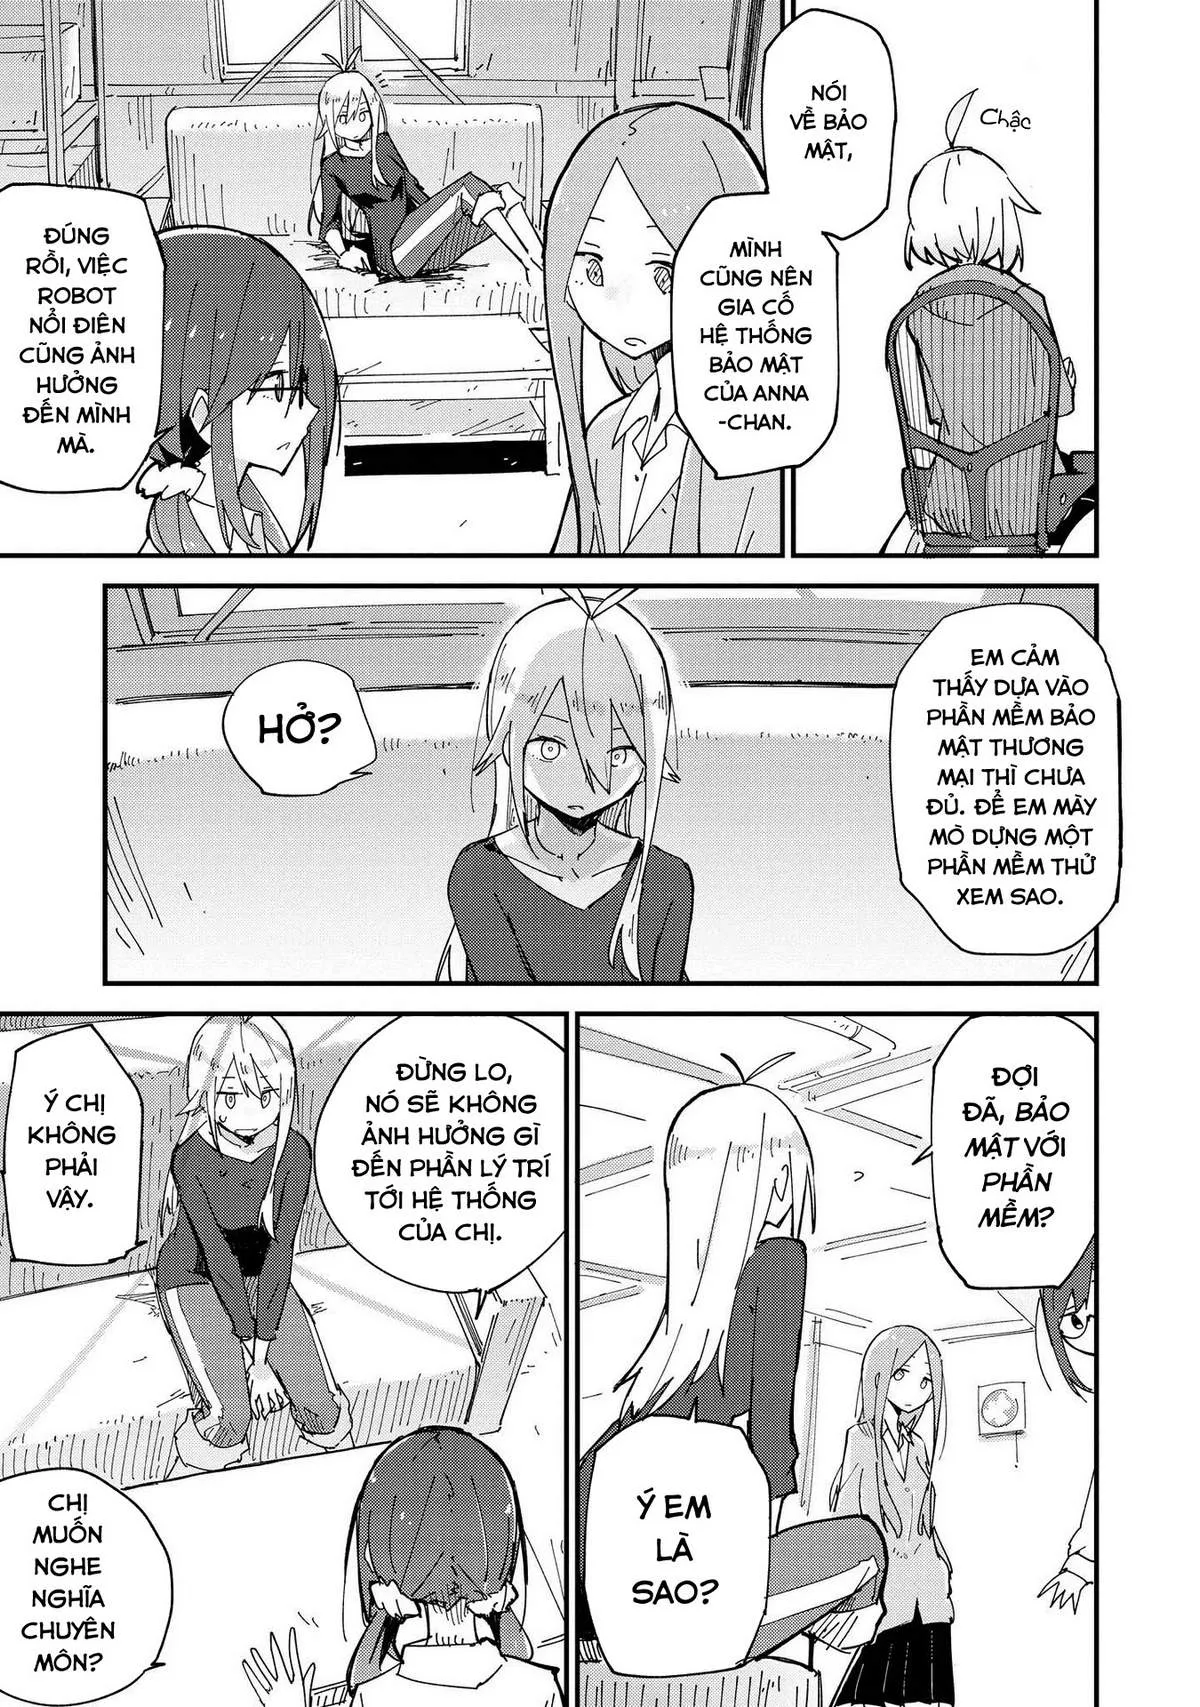 Chậc
NÓI
VỀ BẢO
MẬT,
MÌNH
CŨNG NÊN
GIA CỐ
HỆ THỐNG
BẢO MẬT
CỦA ANNA
-CHAN.
ĐÚNG
RỒI, VIỆC
ROBOT
NỔI ĐIÊN
CŨNG ẢNH
HƯỞNG
ĐẾN MÌNH
MÀ.
EM CẢM
THẤY DỰA VÀO
PHẦN MỀM BẢO
MẬT THƯƠNG
MẠI THÌ CHƯA
ĐỦ. ĐỂ EM MÀY
MÒ DỰNG MỘT
PHẦN MỀM THỬ
XEM SAO.
HỞ?
ĐỢI
ĐÃ, BẢO
MẬT VỚI
PHẦN
MỀM?
Ý EM
LÀ
SAO?
ĐỪNG LO,
NÓ SẼ KHÔNG
ẢNH HƯỞNG GÌ
ĐẾN PHẦN LÝ TRÍ
TỚI HỆ THỐNG
CỦA CHỊ.
Ý CHỊ
KHÔNG
PHẢI
VẬY.
CHỊ
MUỐN
NGHE
NGHĨA
CHUYÊN
MÔN?